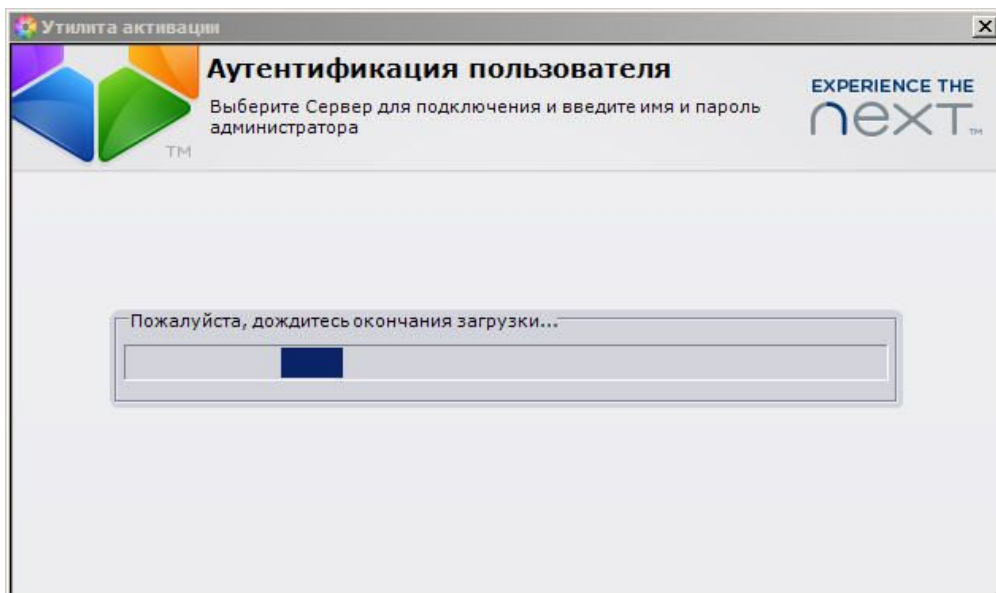 Утилита активации
Аутентификация пользователя
Выберите Сервер для подключения и введите имя и пароль
администратора
TM
EXPERIENCE THE
next TM
Пожалуйста, дождитесь окончания загрузки...